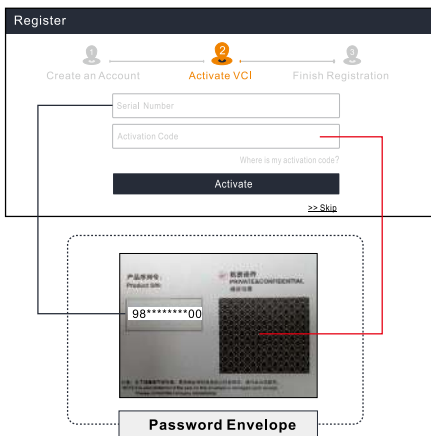 Register
1 2 3
Create an Account Activate VCI Finish Registration
Serial Number
Activation Code
Where is my activation code?
Activate
>> Skip
产品序列号:
Product S/N:
PRIVATE&CONFIDENTIAL
98********00
Password Envelope